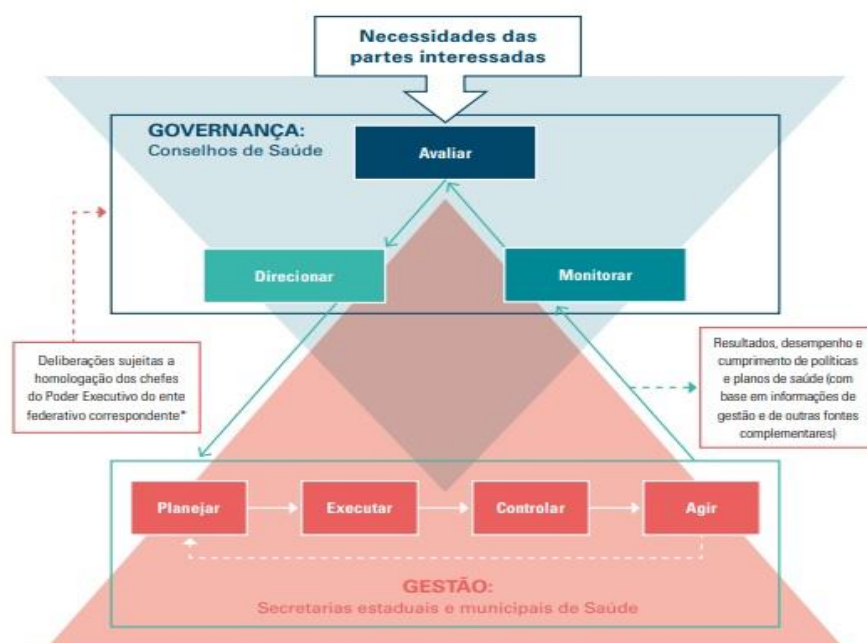 Necessidades das
partes interessadas
GOVERNANÇA:
Conselhos de Saúde
Avaliar
Direcionar
Monitorar
Deliberações sujeitas a
homologação dos chefes
do Poder Executivo do ente
federativo correspondente*
Resultados, desempenho e
cumprimento de políticas
e planos de saúde (com
base em informações de
gestão e de outras fontes
complementares)
Planejar
Executar
Controlar
Agir
GESTÃO:
Secretarias estaduais e municipais de Saúde